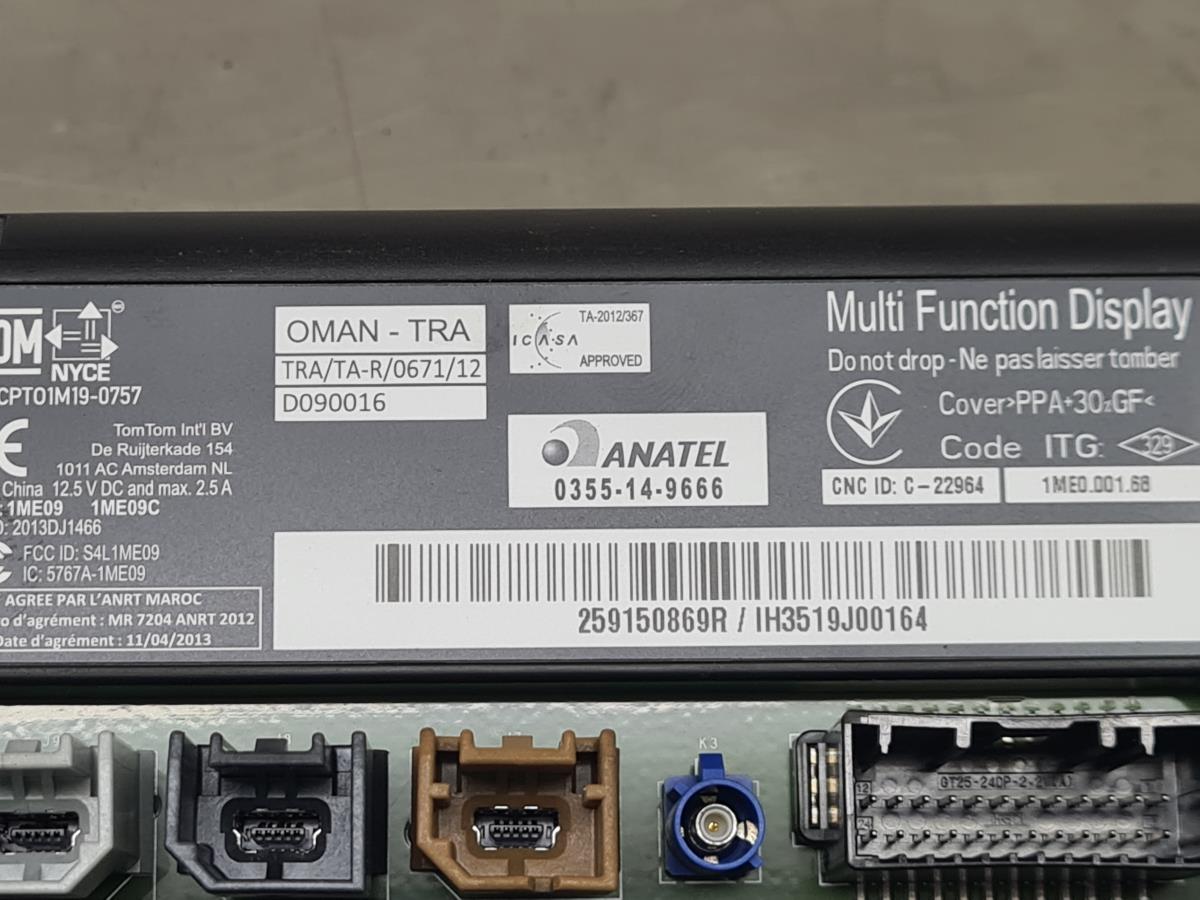 OM
NYCE
CPT01M19-0757
TomTom Int'l BV
De Ruijterkade 154
1011 AC Amsterdam NL
China 12.5 V DC and max. 2.5 A
: 1ME09 1ME09C
: 2013DJ1466
FCC ID: S4L1ME09
IC: 5767A-1ME09
AGREE PAR L'ANRT MAROC
o d'agrément : MR 7204 ANRT 2012
Date d'agrément : 11/04/2013
OMAN - TRA
TRA/TA-R/0671/12
D090016
TA-2012/367
ICASA
APPROVED
ANATEL
0355-14-9666
Multi Function Display
Do not drop - Ne pas laisser tomber
Cover>PPA+30%GF<
Code ITG: 329
CNC ID: C-22964
1ME0.001.68
259150869R / IH3519J00164
J9
K3
GT25-24DP-2.2
12
24